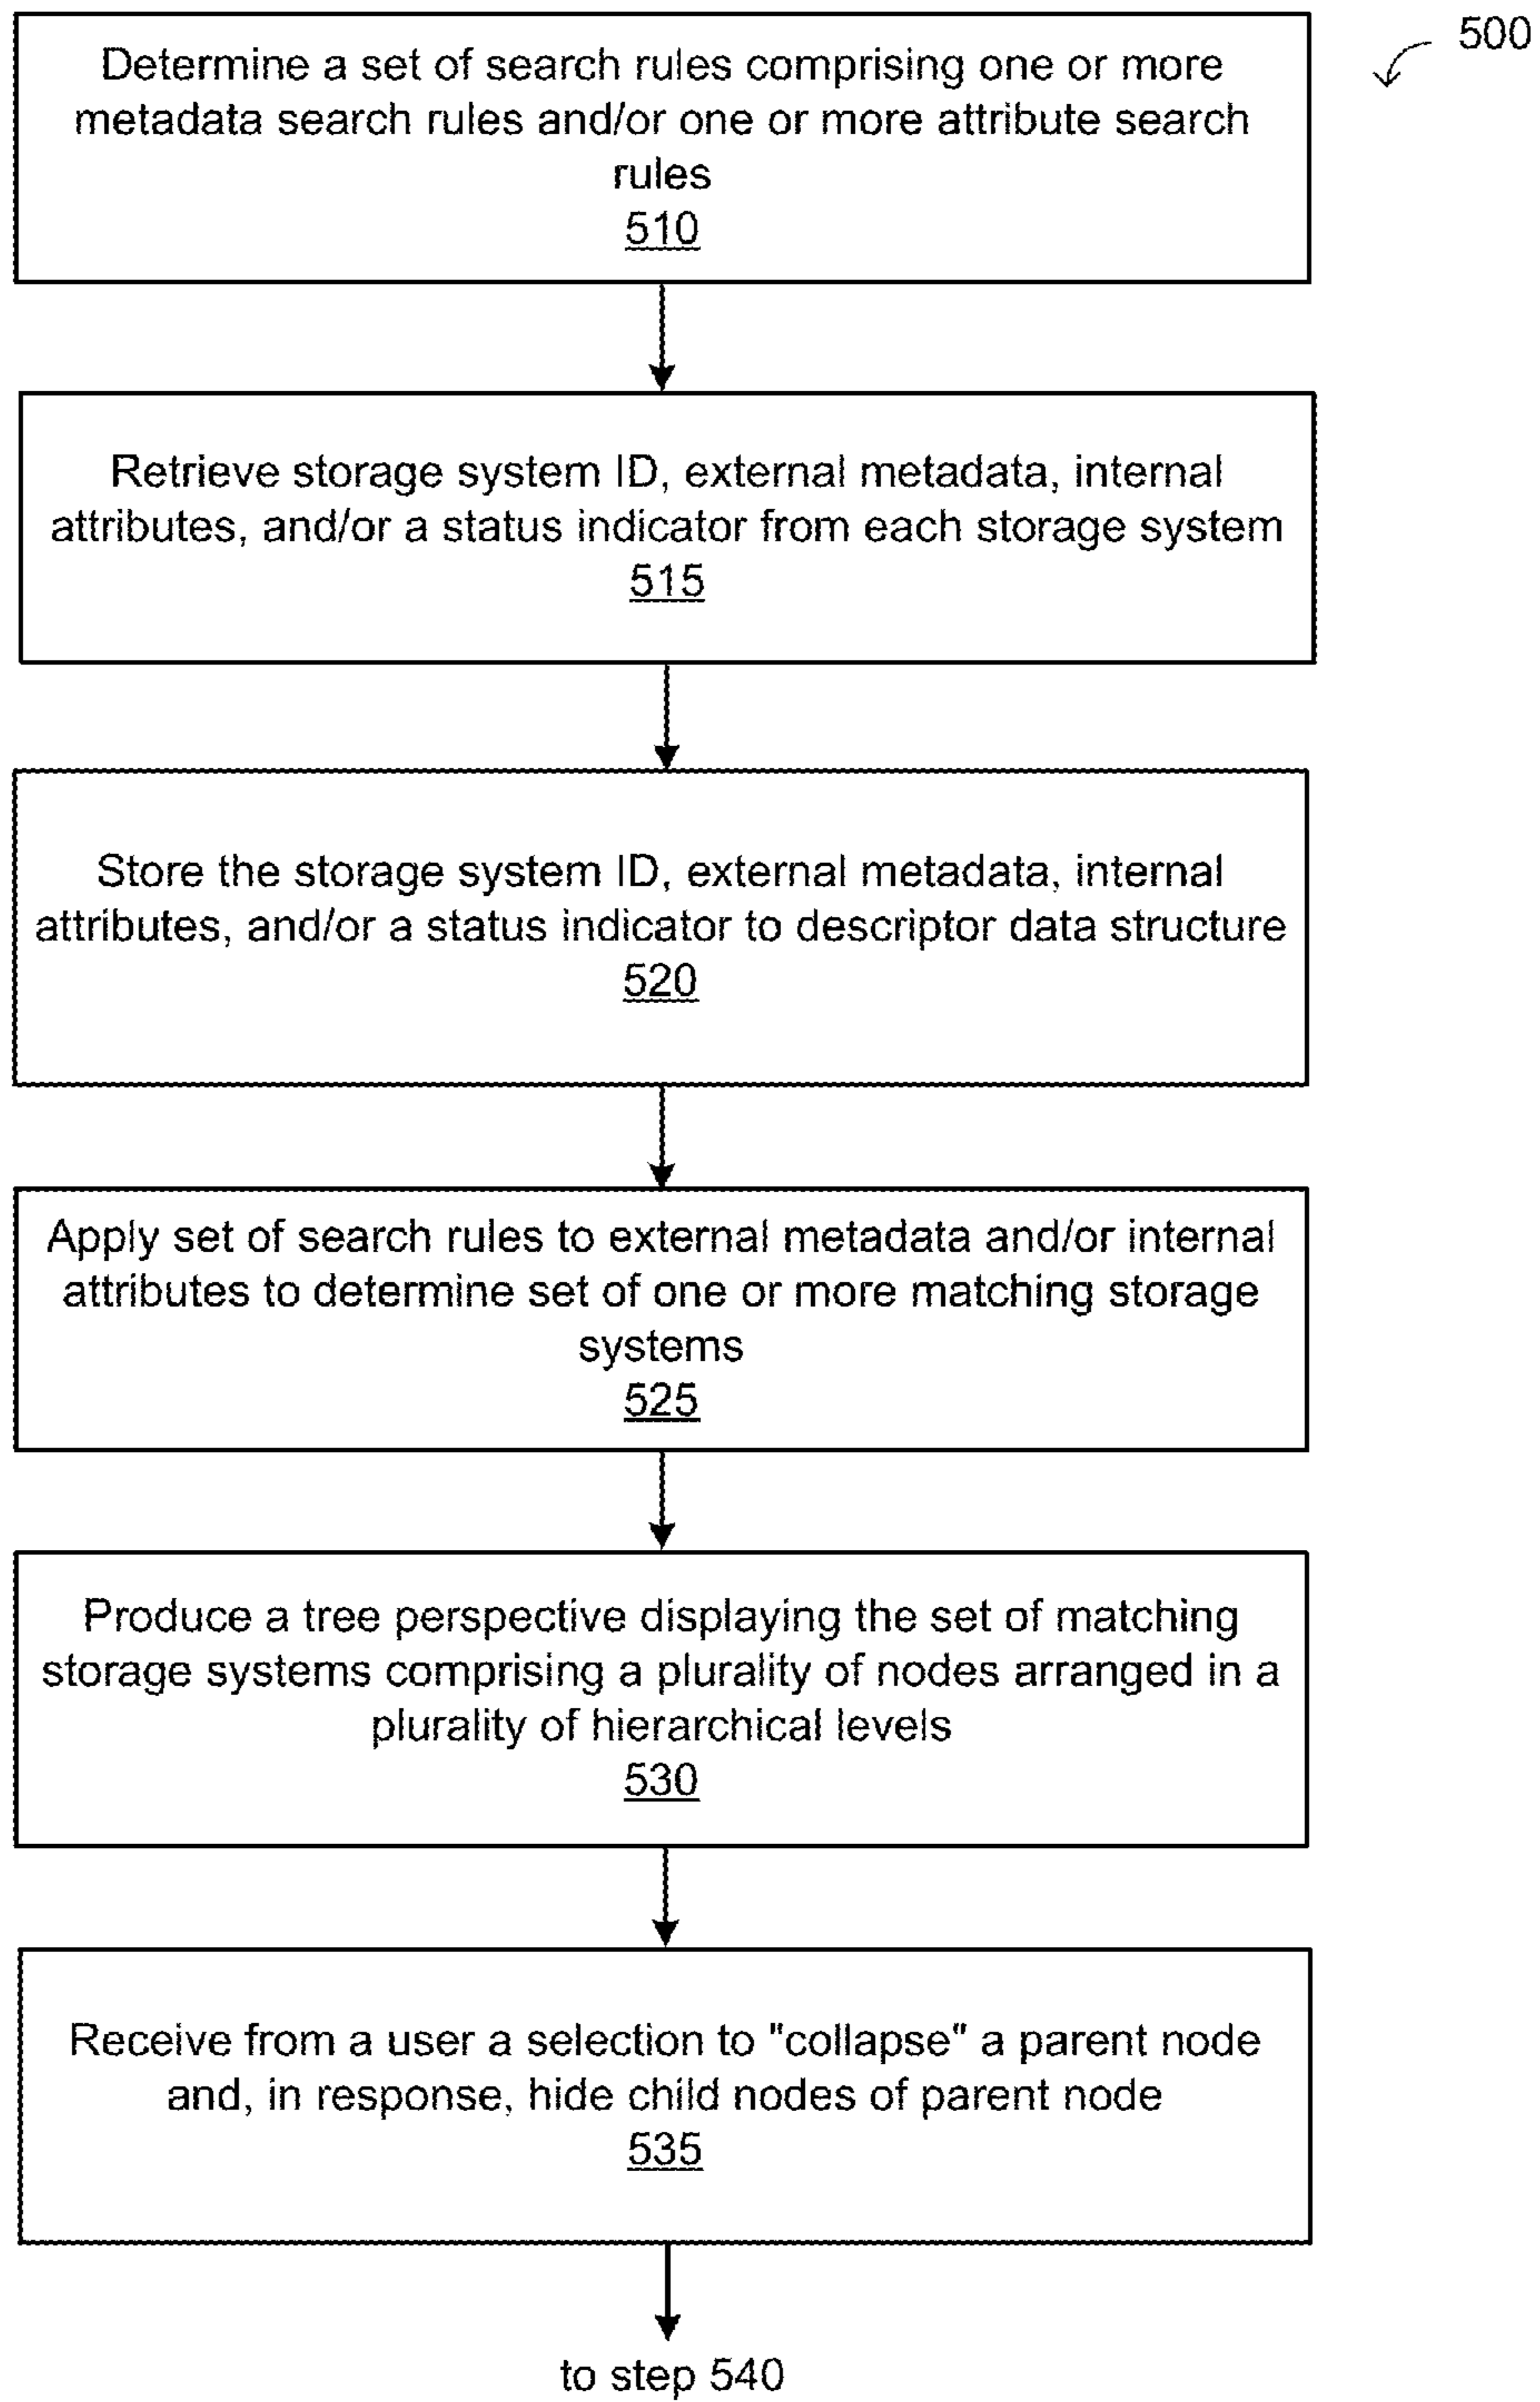 500
Determine a set of search rules comprising one or more
metadata search rules and/or one or more attribute search
rules
510
Retrieve storage system ID, external metadata, internal
attributes, and/or a status indicator from each storage system
515
Store the storage system ID, external metadata, internal
attributes, and/or a status indicator to descriptor data structure
520
Apply set of search rules to external metadata and/or internal
attributes to determine set of one or more matching storage
systems
525
Produce a tree perspective displaying the set of matching
storage systems comprising a plurality of nodes arranged in a
plurality of hierarchical levels
530
Receive from a user a selection to "collapse" a parent node
and, in response, hide child nodes of parent node
535
to step 540